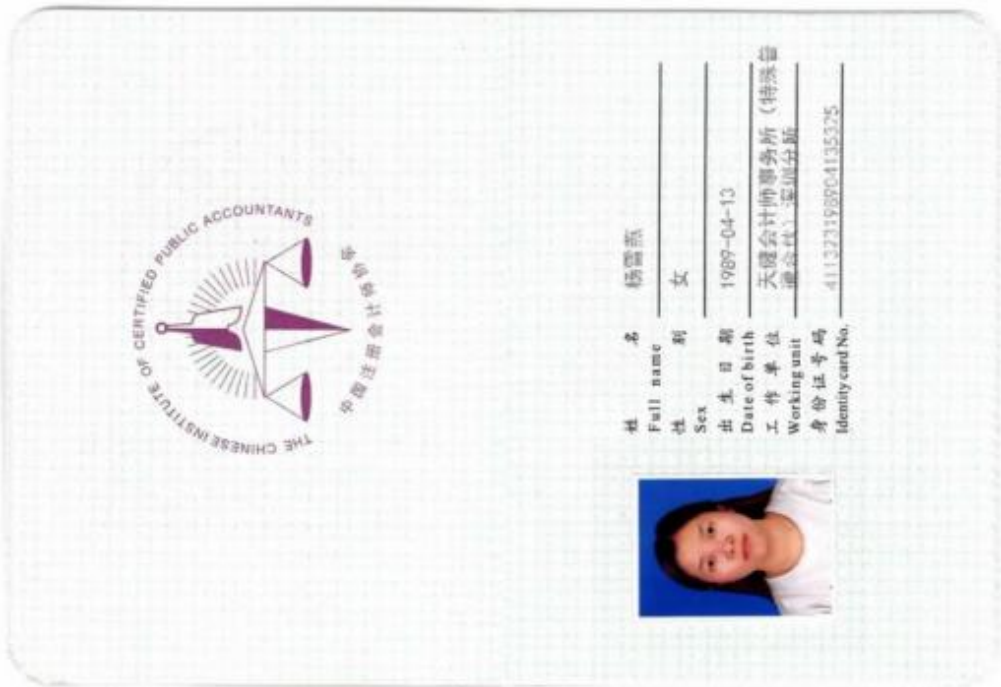 THE CHINESE INSTITUTE OF CERTIFIED PUBLIC ACCOUNTANTS
中国注册会计师协会
姓 名 杨雪燕
Full name
性 别 女
Sex
出 生 日 期 1989-04-13
Date of birth
工 作 单 位 天健会计师事务所（特殊普
通合伙）深圳分所
Working unit
身 份 证 号 码 411323198904135325
Identity card No.